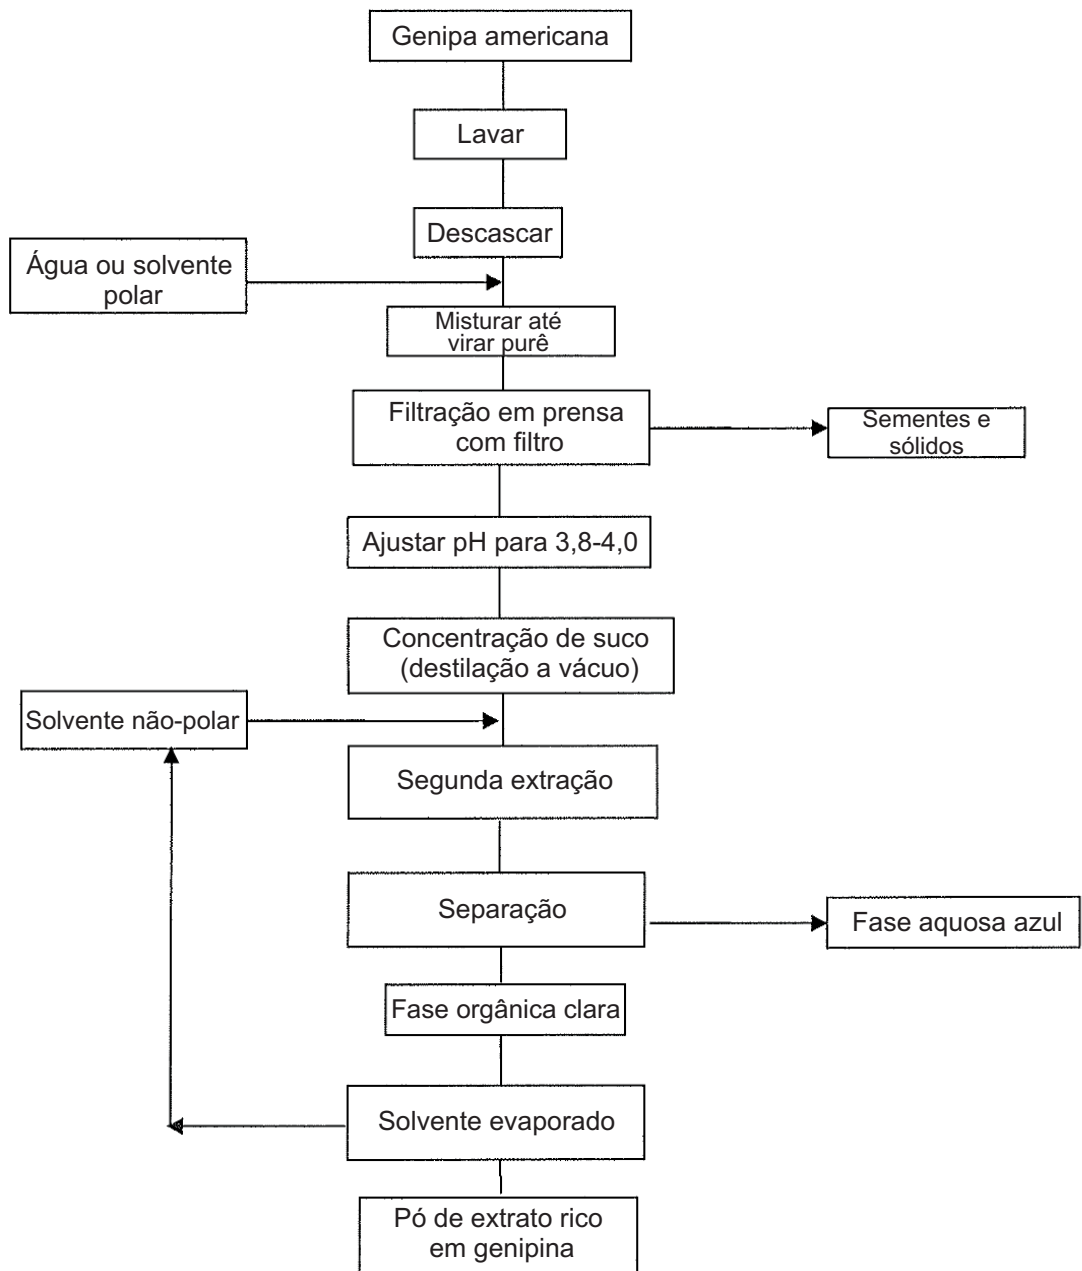 Genipa americana
Lavar
Descascar
Água ou solvente
polar
Misturar até
virar purê
Filtração em prensa
com filtro
Sementes e
sólidos
Ajustar pH para 3,8-4,0
Concentração de suco
(destilação a vácuo)
Solvente não-polar
Segunda extração
Separação
Fase aquosa azul
Fase orgânica clara
Solvente evaporado
Pó de extrato rico
em genipina